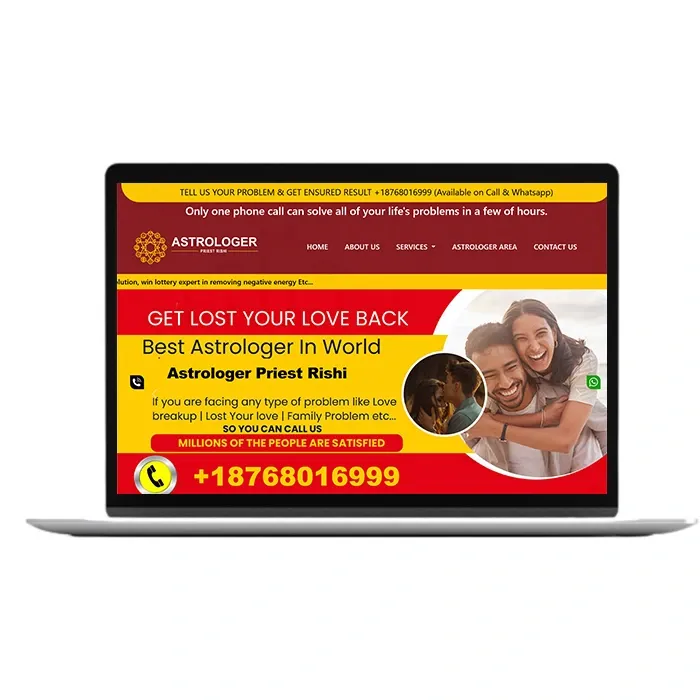 TELL US YOUR PROBLEM & GET ENSURED RESULT +18768016999 (Available on Call & Whatsapp)
Only one phone call can solve all of your life's problems in a few of hours.
ASTROLOGER
PRIEST RISHI
HOME ABOUT US SERVICES ASTROLOGER AREA CONTACT US
lution, win lottery expert in removing negative energy Etc...
GET LOST YOUR LOVE BACK
Best Astrologer In World
Astrologer Priest Rishi
If you are facing any type of problem like Love
breakup | Lost Your love | Family Problem etc...
SO YOU CAN CALL US
MILLIONS OF THE PEOPLE ARE SATISFIED
+18768016999